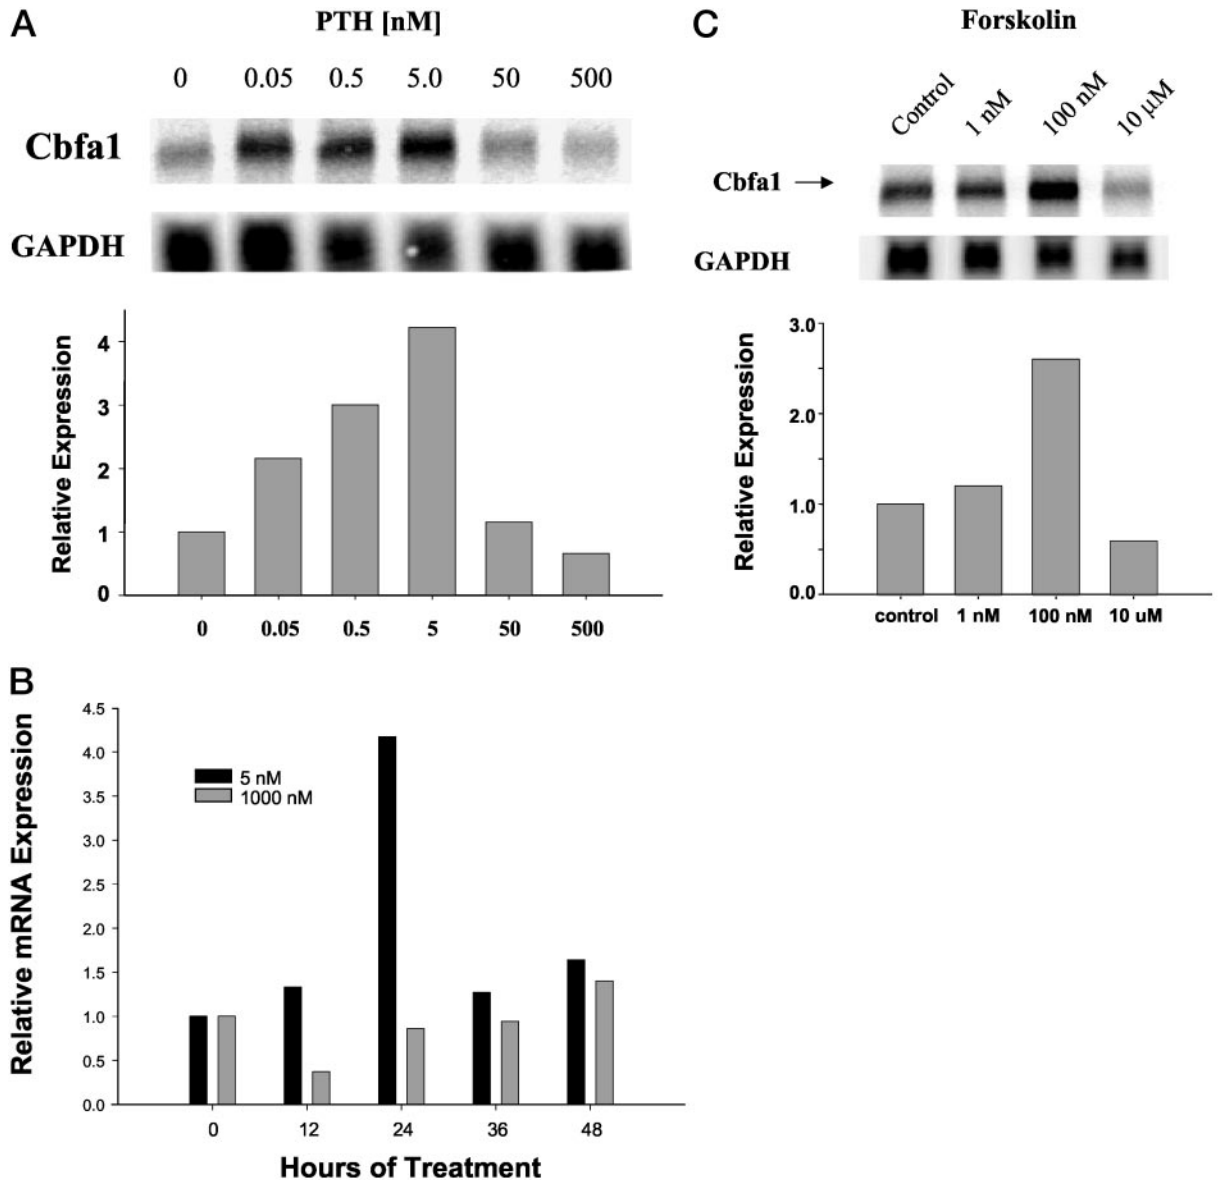 A
PTH [nM]
0 0.05 0.5 5.0 50 500
Cbfa1
GAPDH
Relative Expression
4
3
2
1
0
0 0.05 0.5 5 50 500
C
Forskolin
Control 1 nM 100 nM 10 µM
Cbfa1
GAPDH
Relative Expression
3.0
2.0
1.0
0.0
control 1 nM 100 nM 10 uM
B
Relative mRNA Expression
4.5
4.0
3.5
3.0
2.5
2.0
1.5
1.0
0.5
0.0
5 nM
1000 nM
0 12 24 36 48
Hours of Treatment